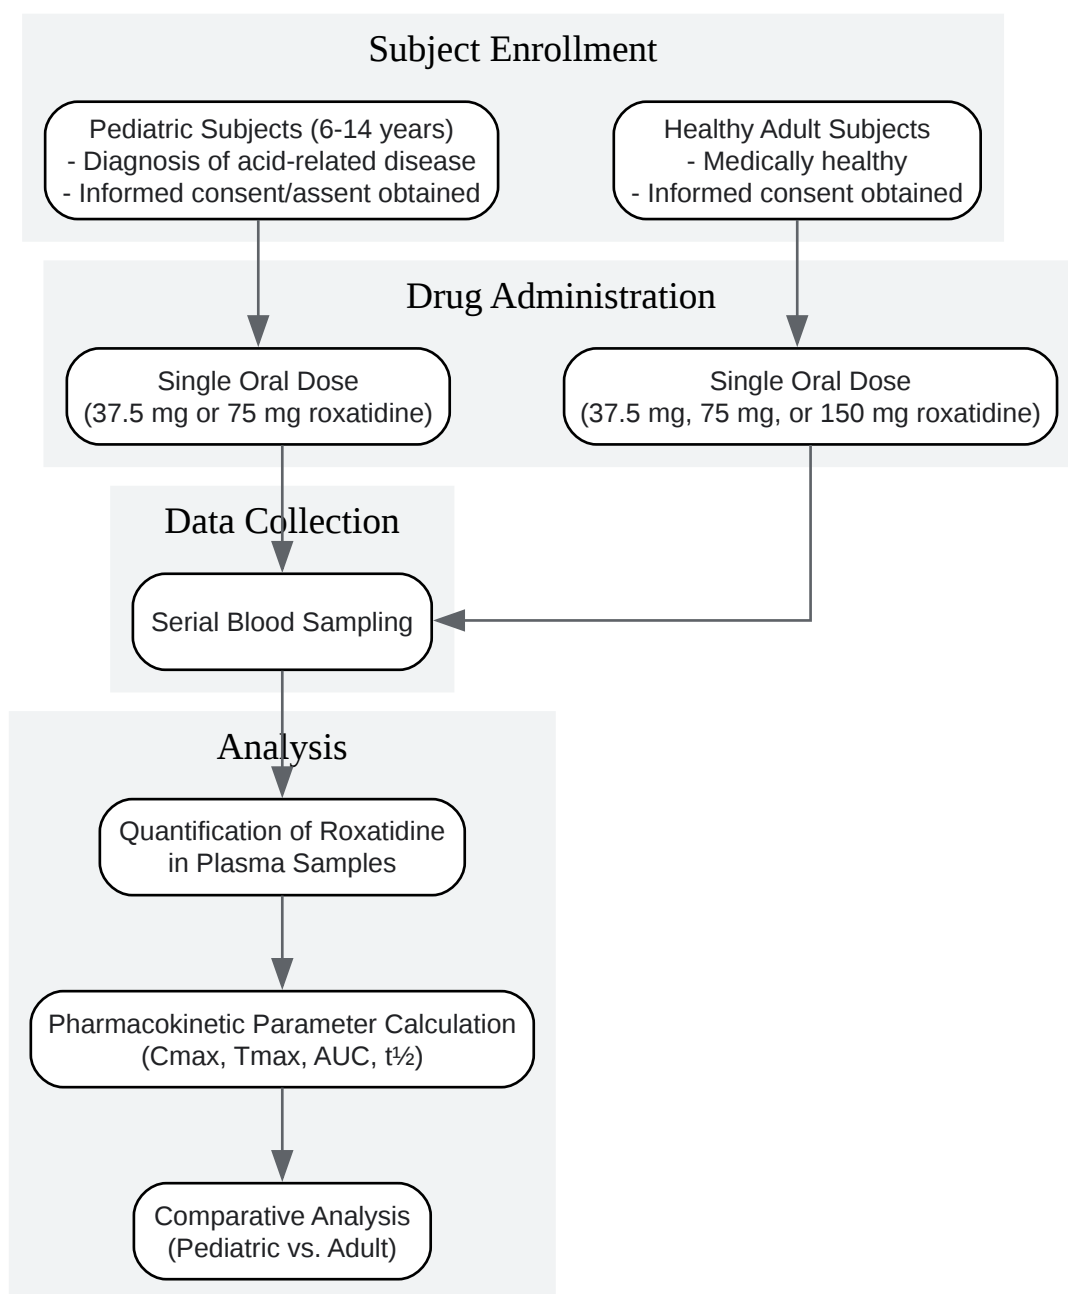 Subject Enrollment
Pediatric Subjects (6-14 years)
- Diagnosis of acid-related disease
- Informed consent/assent obtained
Healthy Adult Subjects
- Medically healthy
- Informed consent obtained
Drug Administration
Single Oral Dose
(37.5 mg or 75 mg roxatidine)
Single Oral Dose
(37.5 mg, 75 mg, or 150 mg roxatidine)
Data Collection
Serial Blood Sampling
Analysis
Quantification of Roxatidine
in Plasma Samples
Pharmacokinetic Parameter Calculation
(Cmax, Tmax, AUC, t½)
Comparative Analysis
(Pediatric vs. Adult)